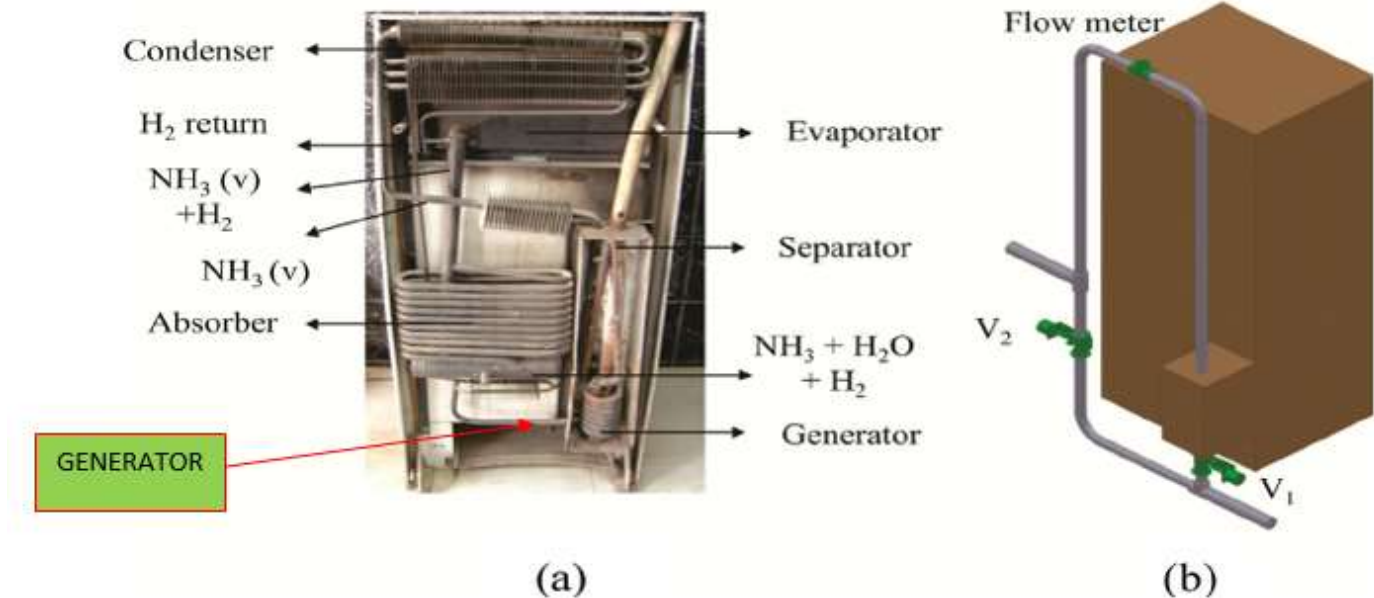 Condenser
H₂ return
NH₃ (v)
+H₂
NH₃ (v)
Absorber
GENERATOR
Evaporator
Separator
NH₃ + H₂O
+ H₂
Generator
(a)
Flow meter
V₂
V₁
(b)